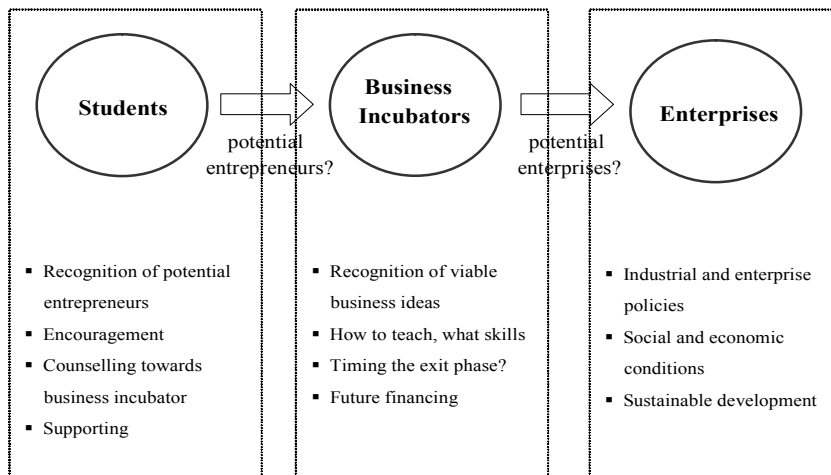 Students
Business
Incubators
Enterprises
potential
entrepreneurs?
potential
enterprises?
▪ Recognition of potential
entrepreneurs
▪ Encouragement
▪ Counselling towards
business incubator
▪ Supporting
▪ Recognition of viable
business ideas
▪ How to teach, what skills
▪ Timing the exit phase?
▪ Future financing
▪ Industrial and enterprise
policies
▪ Social and economic
conditions
▪ Sustainable development